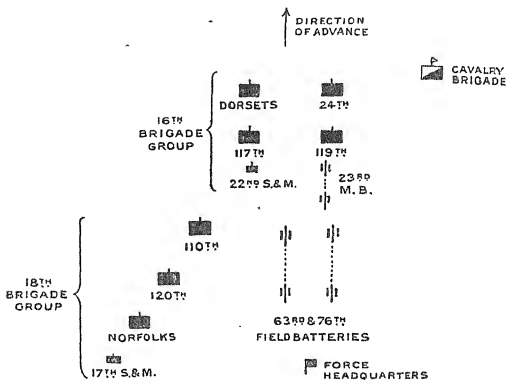 DIRECTION
OF ADVANCE
CAVALRY
BRIGADE
DORSETS
24TH
16TH
BRIGADE
GROUP
117TH
119TH
22ND S.& M.
23RD
M. B.
110TH
18TH
BRIGADE
GROUP
120TH
NORFOLKS
63RD & 76TH
FIELD BATTERIES
17TH S.& M.
FORCE
HEADQUARTERS